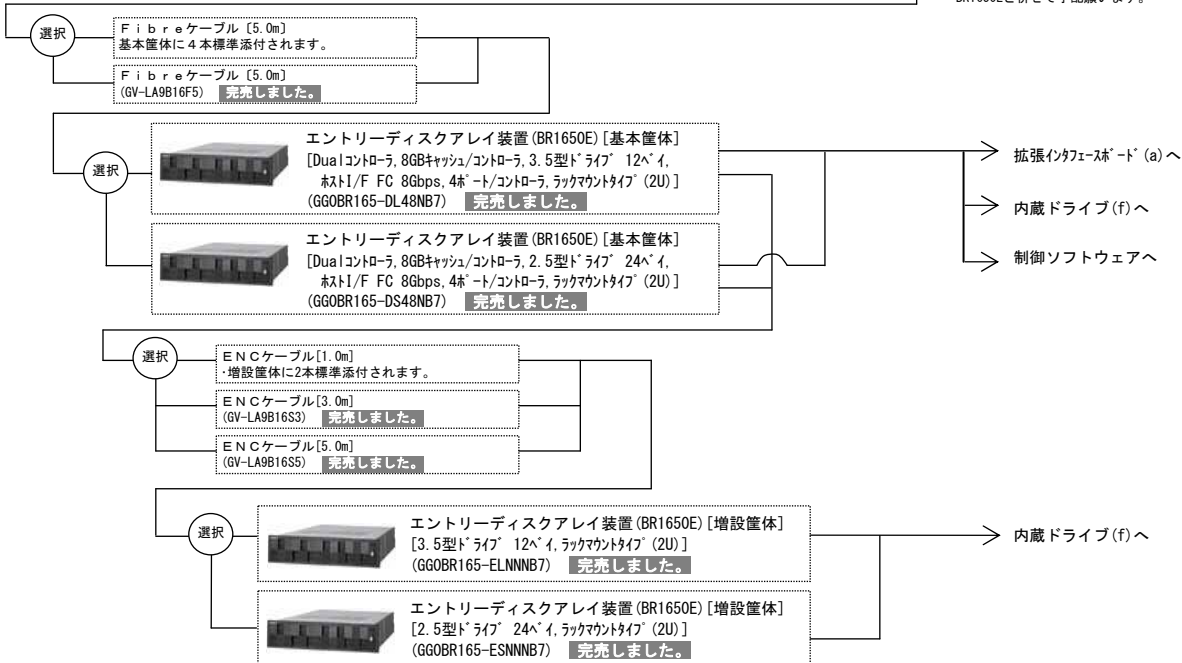 BR1650Eと併せて手配願います。
選択
Ｆｉｂｒｅケーブル〔5.0m〕
基本筐体に４本標準添付されます。
Ｆｉｂｒｅケーブル〔5.0m〕
(GV-LA9B16F5) 完売しました。
選択
エントリーディスクアレイ装置(BR1650E)[基本筐体]
[Dualｺﾝﾄﾛｰﾗ,8GBｷｬｯｼｭ/ｺﾝﾄﾛｰﾗ,3.5型ﾄﾞﾗｲﾌﾞ 12ﾍﾞｲ,
ﾎｽﾄI/F FC 8Gbps,4ﾎﾟｰﾄ/ｺﾝﾄﾛｰﾗ,ﾗｯｸﾏｳﾝﾄﾀｲﾌﾟ(2U)]
(GGOBR165-DL48NB7) 完売しました。
エントリーディスクアレイ装置(BR1650E)[基本筐体]
[Dualｺﾝﾄﾛｰﾗ,8GBｷｬｯｼｭ/ｺﾝﾄﾛｰﾗ,2.5型ﾄﾞﾗｲﾌﾞ 24ﾍﾞｲ,
ﾎｽﾄI/F FC 8Gbps,4ﾎﾟｰﾄ/ｺﾝﾄﾛｰﾗ,ﾗｯｸﾏｳﾝﾄﾀｲﾌﾟ(2U)]
(GGOBR165-DS48NB7) 完売しました。
拡張ｲﾝﾀﾌｪｰｽﾎﾞｰﾄﾞ(a)へ
内蔵ドライブ(f)へ
制御ソフトウェアへ
選択
ＥＮＣケーブル[1.0m]
･増設筐体に2本標準添付されます。
ＥＮＣケーブル[3.0m]
(GV-LA9B16S3) 完売しました。
ＥＮＣケーブル[5.0m]
(GV-LA9B16S5) 完売しました。
選択
エントリーディスクアレイ装置(BR1650E)[増設筐体]
[3.5型ﾄﾞﾗｲﾌﾞ 12ﾍﾞｲ,ﾗｯｸﾏｳﾝﾄﾀｲﾌﾟ(2U)]
(GGOBR165-ELNNNB7) 完売しました。
エントリーディスクアレイ装置(BR1650E)[増設筐体]
[2.5型ﾄﾞﾗｲﾌﾞ 24ﾍﾞｲ,ﾗｯｸﾏｳﾝﾄﾀｲﾌﾟ(2U)]
(GGOBR165-ESNNNB7) 完売しました。
内蔵ドライブ(f)へ